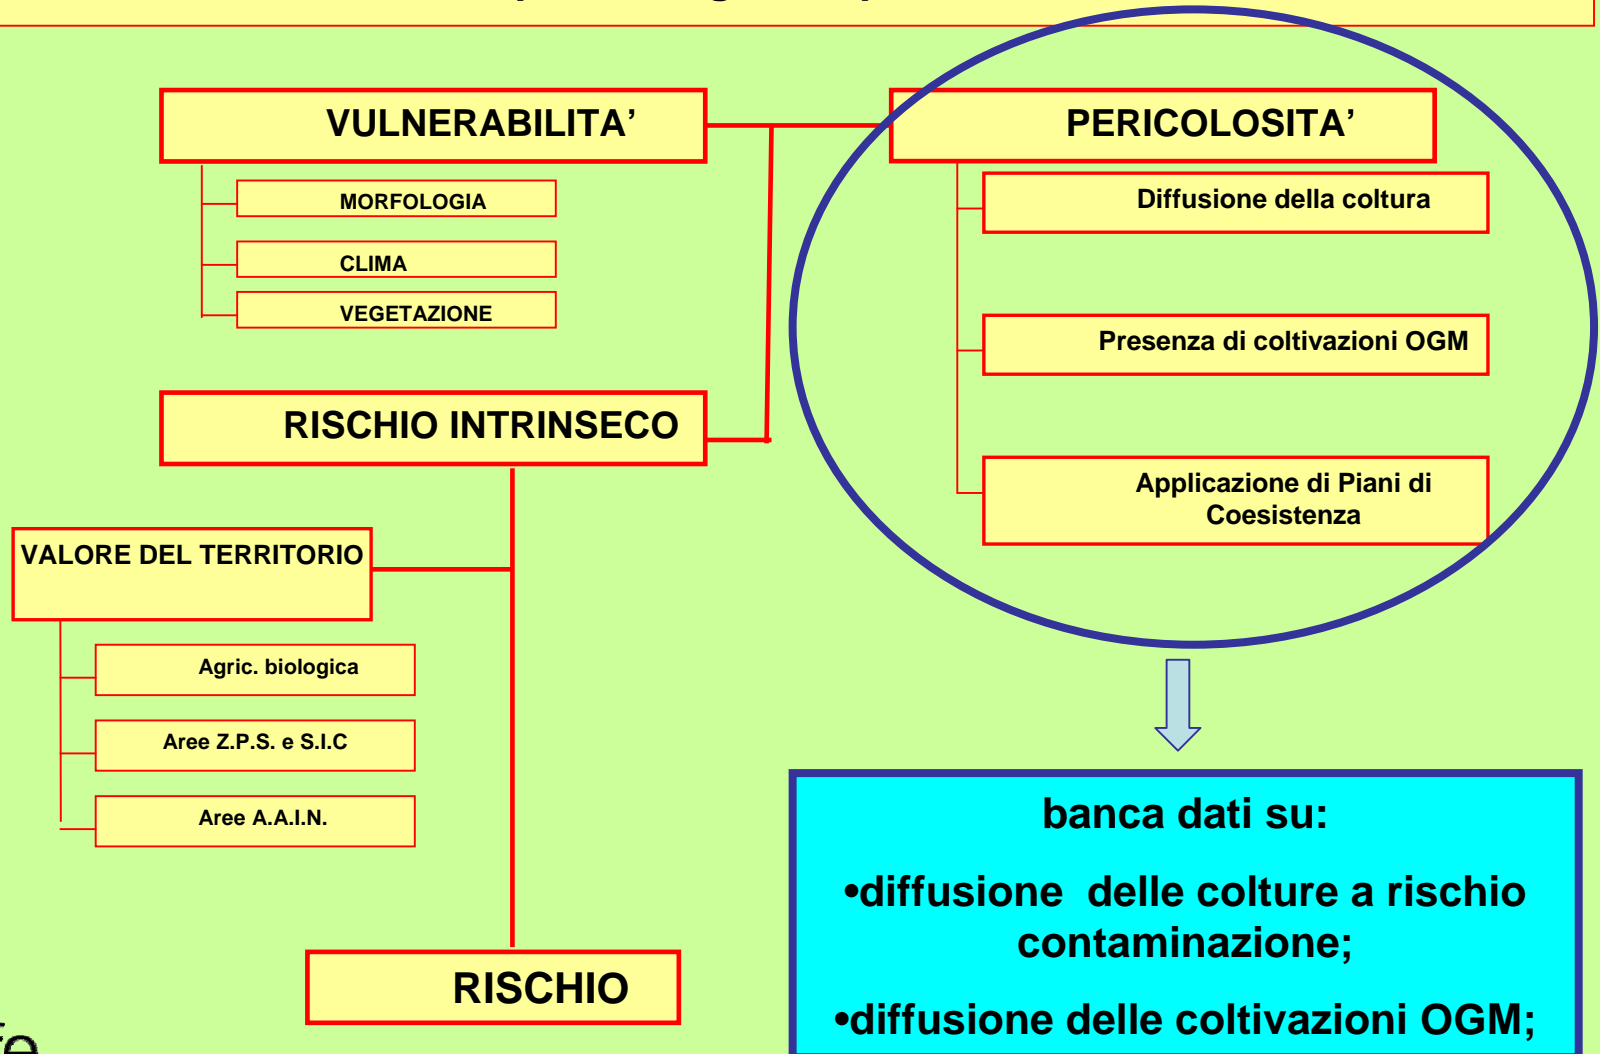 VULNERABILITA’
MORFOLOGIA
CLIMA
VEGETAZIONE
PERICOLOSITA’
Diffusione della coltura
Presenza di coltivazioni OGM
Applicazione di Piani di
Coesistenza
RISCHIO INTRINSECO
VALORE DEL TERRITORIO
Agric. biologica
Aree Z.P.S. e S.I.C
Aree A.A.I.N.
RISCHIO
banca dati su:
•diffusione delle colture a rischio
contaminazione;
•diffusione delle coltivazioni OGM;